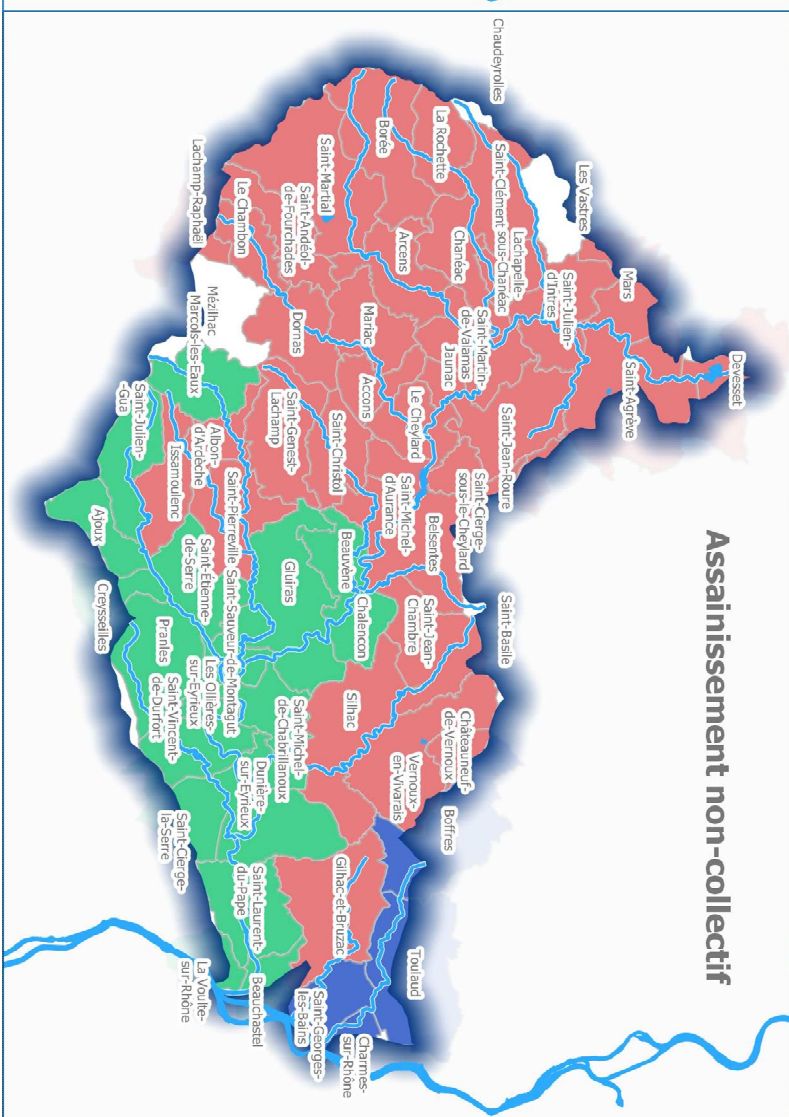 Assainissement non-collectif
Devesset
Mars
Saint-Agrève
Les Vastres
Chaudeyrolles
Saint-Julien-
d'Intres
Saint-Jean-Roure
Lachapelle-
sous-Chanéac
Saint-Clément
Chanéac
La Rochette
Borée
Saint-Martin-
de-Valamas
Jaunac
Arcens
Saint-Martial
Saint-Andéol-
de-Fourchades
Le Chambon
Lachamp-Raphaël
Le Cheylard
Mariac
Accons
Dornas
Mézilhac
Marcols-les-Eaux
Saint-Cierge-
sous-le-Cheylard
Belsentes
Saint-Michel-
d'Aurance
Saint-Christol
Saint-Genest-
Lachamp
Albon-
d'Ardèche
Issamoulenc
Saint-Julien-
-Gua
Saint-Basile
Saint-Jean-
Chambre
Chalencon
Beauvène
Gluiras
Saint-Pierreville
Saint-Sauveur-de-Montagut
Saint-Étienne-
de-Serre
Ajoux
Creysseilles
Pranles
Silhac
Châteauneuf-
de-Vernoux
Vernoux-
en-Vivarais
Saint-Michel-
de-Chabrillanoux
Les Ollières-
sur-Eyrieux
Saint-Vincent-
de-Durfort
Dunière-
sur-Eyrieux
Saint-Cierge-
la-Serre
Boffres
Gilhac-et-Bruzac
Saint-Laurent-
du-Pape
Toulaud
Beauchastel
La Voulte-
sur-Rhône
Saint-Georges-
les-Bains
Charmes-
sur-Rhône